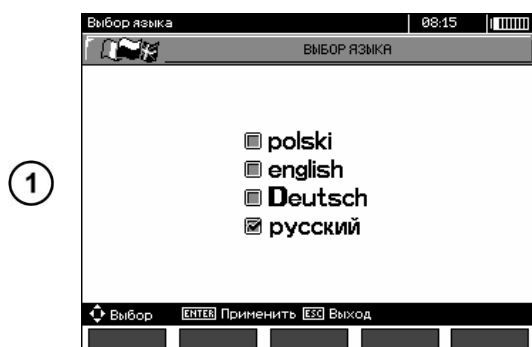 Выбор языка 08:15
ВЫБОР ЯЗЫКА
1
polski
english
Deutsch
русский
Выбор ENTER Применить ESC Выход